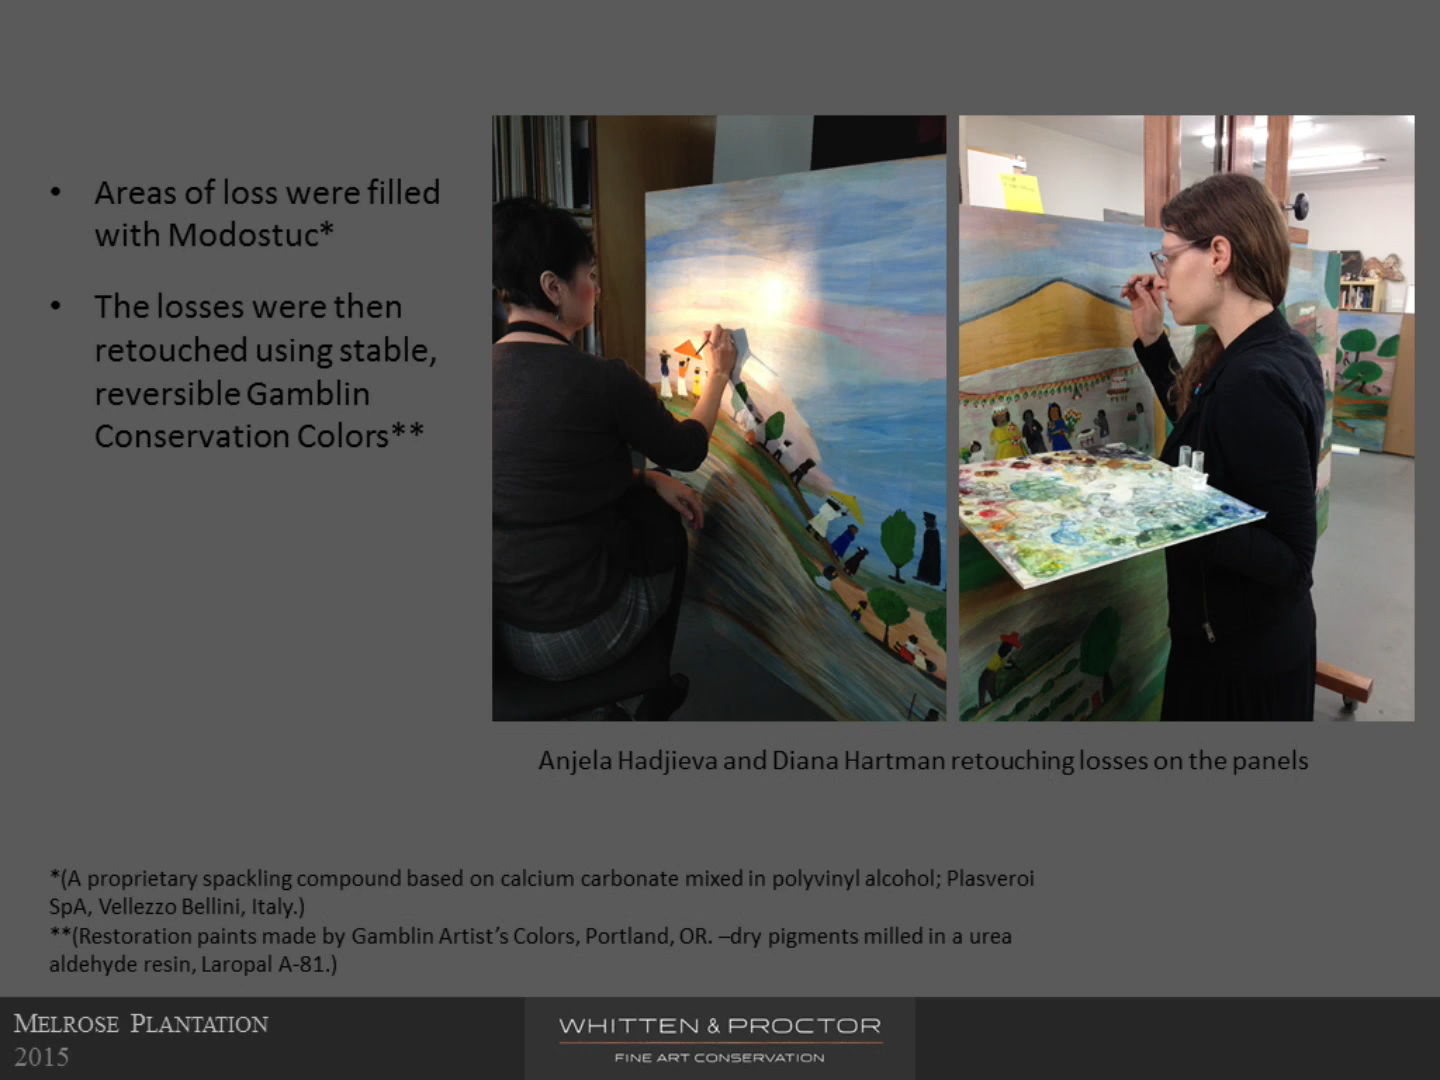 • Areas of loss were filled
with Modostuc*
• The losses were then
retouched using stable,
reversible Gamblin
Conservation Colors**
Anjela Hadjieva and Diana Hartman retouching losses on the panels
*(A proprietary spackling compound based on calcium carbonate mixed in polyvinyl alcohol; Plasveroi
SpA, Vellezzo Bellini, Italy.)
**(Restoration paints made by Gamblin Artist’s Colors, Portland, OR. –dry pigments milled in a urea
aldehyde resin, Laropal A-81.)
MELROSE PLANTATION
2015
WHITTEN & PROCTOR
FINE ART CONSERVATION